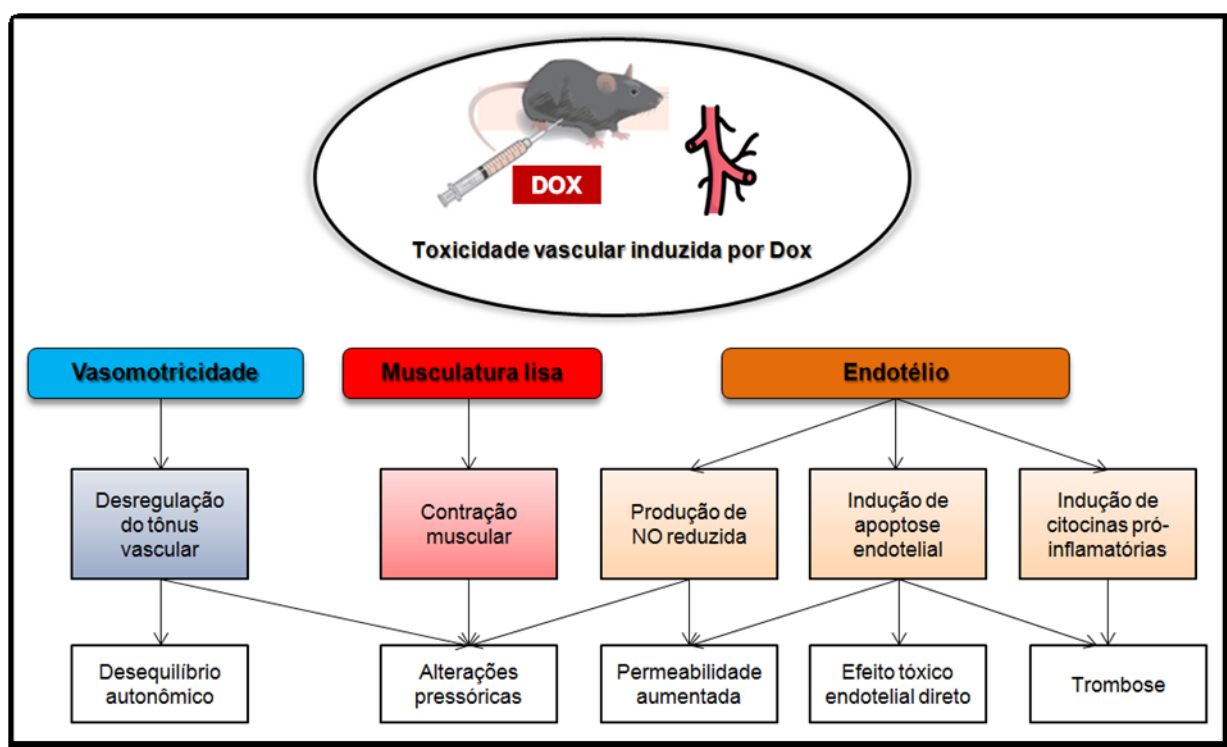 DOX
Toxicidade vascular induzida por Dox
Vasomotricidade
Musculatura lisa
Endotélio
Desregulação
do tônus
vascular
Contração
muscular
Produção de
NO reduzida
Indução de
apoptose
endotelial
Indução de
citocinas pró-
inflamatórias
Desequilíbrio
autonômico
Alterações
pressóricas
Permeabilidade
aumentada
Efeito tóxico
endotelial direto
Trombose